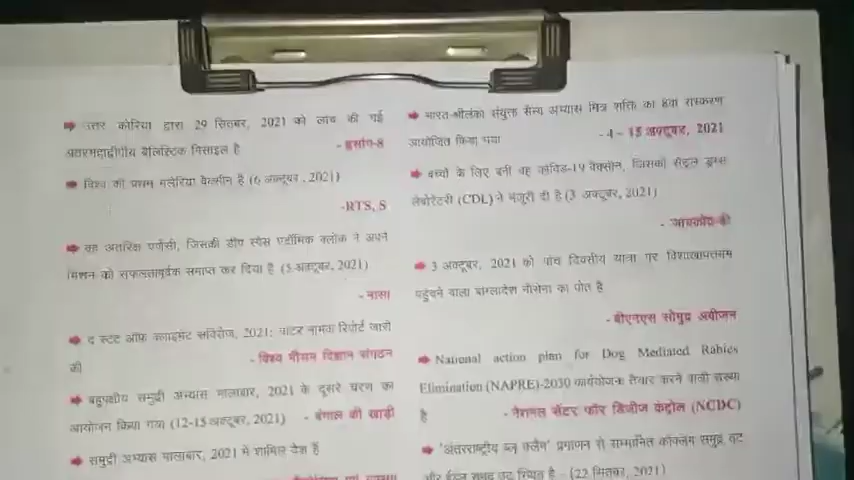 उत्तर कोरिया द्वारा 29 सितंबर, 2021 को लांच की गई
अंतरमहाद्वीपीय बैलिस्टिक मिसाइल है - ह्वसोंग-8
विश्व की प्रथम मलेरिया वैक्सीन है (6 अक्टूबर, 2021)
-RTS, S
वह अंतरिक्ष एजेंसी, जिसकी डीप स्पेस एटॉमिक क्लॉक ने अपने
मिशन को सफलतापूर्वक समाप्त कर दिया है (5 अक्टूबर, 2021)
- नासा
द स्टेट ऑफ क्लाइमेट सर्विसेज, 2021: वाटर नामक रिपोर्ट जारी
की - विश्व मौसम विज्ञान संगठन
बहुपक्षीय समुद्री अभ्यास मालाबार, 2021 के दूसरे चरण का
आयोजन किया गया (12-15 अक्टूबर, 2021) - बंगाल की खाड़ी
समुद्री अभ्यास मालाबार, 2021 में शामिल देश हैं
भारत-श्रीलंका संयुक्त सैन्य अभ्यास मित्र शक्ति का 8वां संस्करण
आयोजित किया गया - 4 - 15 अक्टूबर, 2021
बच्चों के लिए बनी वह कोविड-19 वैक्सीन, जिसको सेंट्रल ड्रग्स
लेबोरेटरी (CDL) ने मंजूरी दी है (3 अक्टूबर, 2021)
- जायकोव-डी
3 अक्टूबर, 2021 को पांच दिवसीय यात्रा पर विशाखापत्तनम
पहुंचने वाला बांग्लादेश नौसेना का पोत है
- बीएनएस सोमुद्र अवीजान
National action plan for Dog Mediated Rabies
Elimination (NAPRE)-2030 कार्ययोजना तैयार करने वाली संस्था
है - नेशनल सेंटर फॉर डिजीज कंट्रोल (NCDC)
'अंतरराष्ट्रीय ब्लू फ्लैग' प्रमाणन से सम्मानित कोवलम समुद्र तट
और ईडन समुद्र तट स्थित है - (22 सितंबर, 2021)